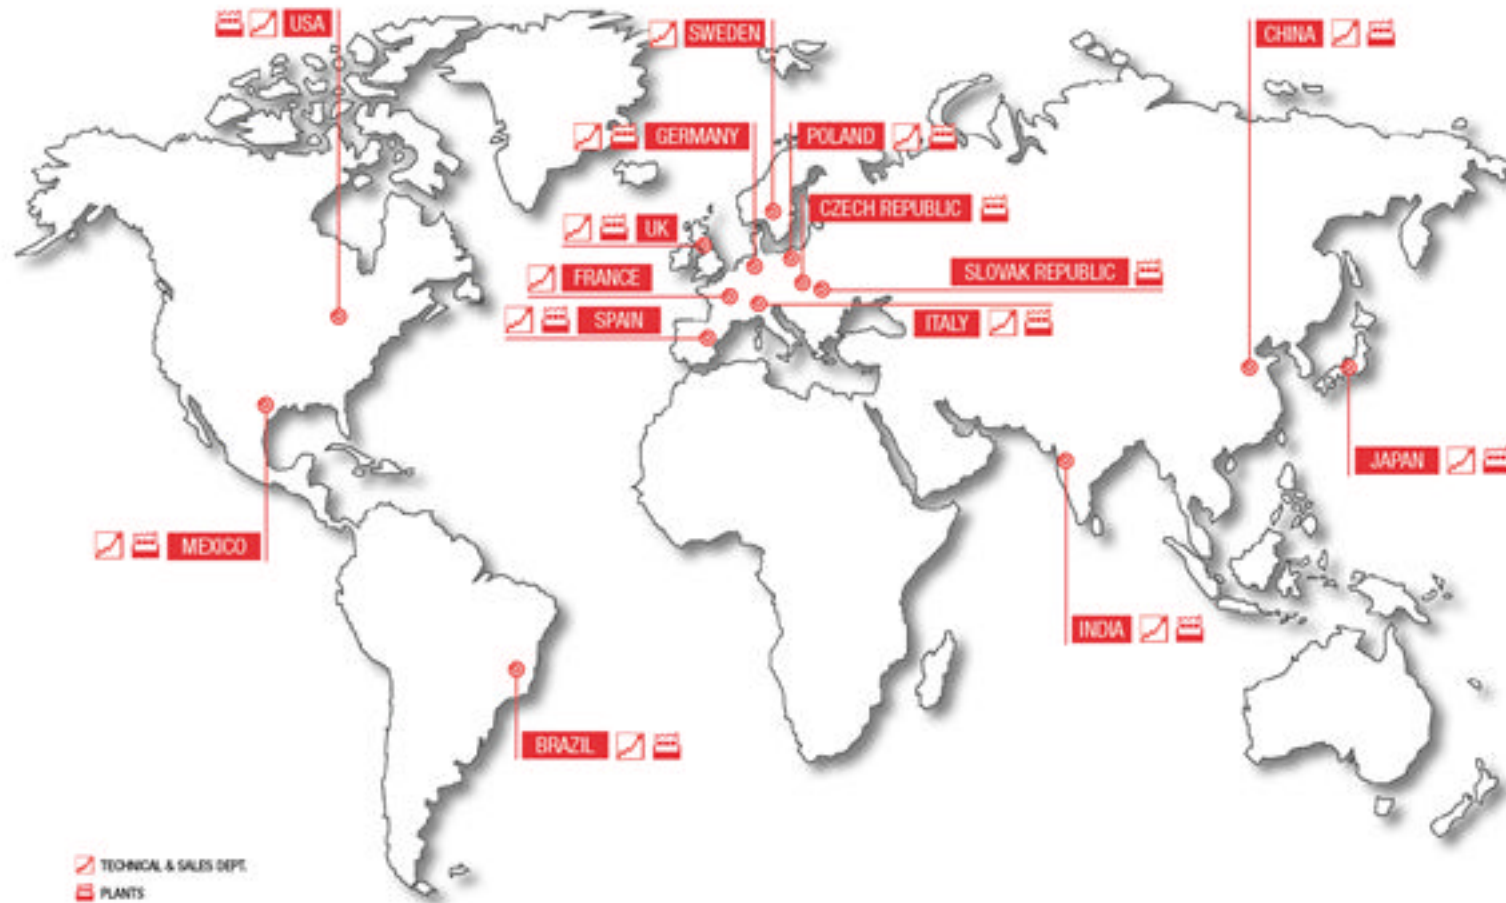 USA
SWEDEN
CHINA
GERMANY
POLAND
CZECH REPUBLIC
UK
FRANCE
SLOVAK REPUBLIC
SPAIN
ITALY
JAPAN
MEXICO
INDIA
BRAZIL
TECHNICAL & SALES DEPT.
PLANTS